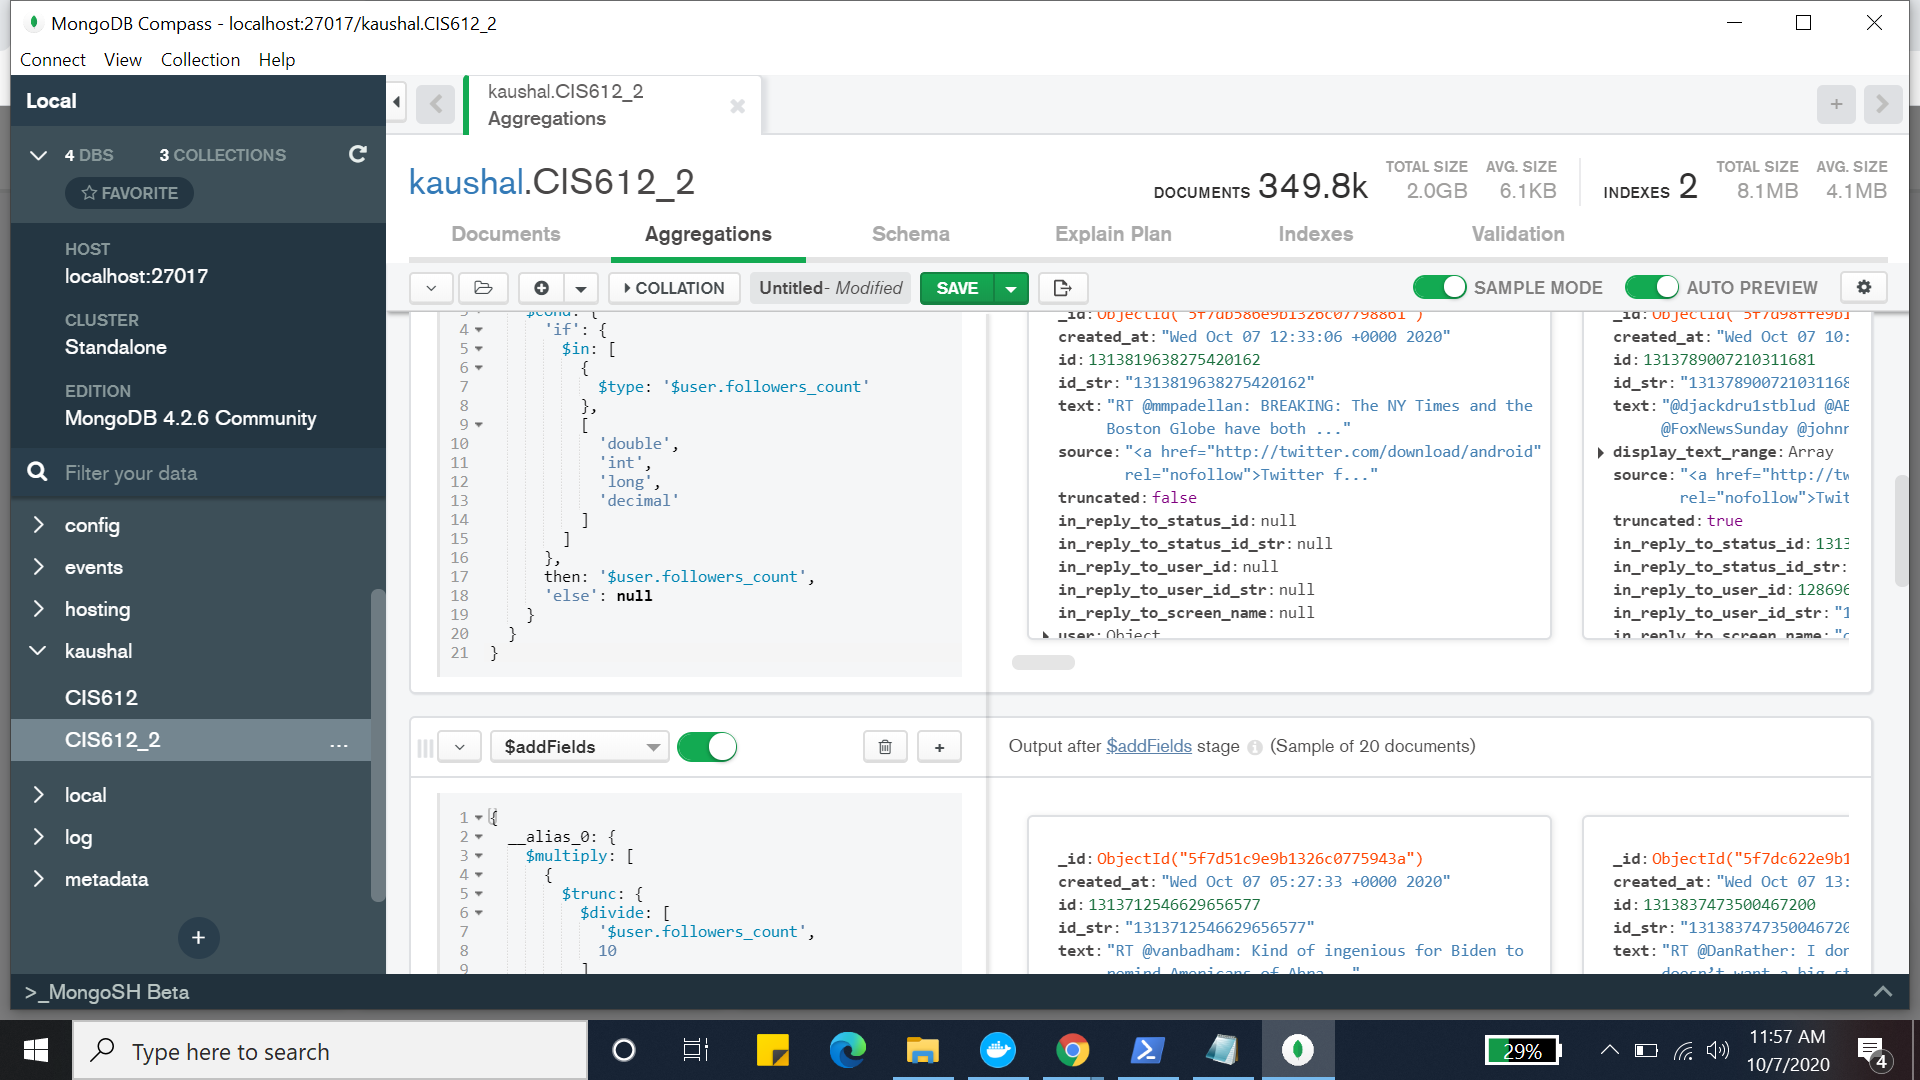 MongoDB Compass - localhost:27017/kaushal.CIS612_2
Connect View Collection Help
Local
4 DBS 3 COLLECTIONS
FAVORITE
HOST
localhost:27017
CLUSTER
Standalone
EDITION
MongoDB 4.2.6 Community
Filter your data
config
events
hosting
kaushal
CIS612
CIS612_2 ...
local
log
metadata
+
>_MongoSH Beta
kaushal.CIS612_2
Aggregations
kaushal.CIS612_2
DOCUMENTS 349.8k TOTAL SIZE 2.0GB AVG. SIZE 6.1KB INDEXES 2 TOTAL SIZE 8.1MB AVG. SIZE 4.1MB
Documents Aggregations Schema Explain Plan Indexes Validation
COLLATION Untitled- Modified SAVE SAMPLE MODE AUTO PREVIEW
3 $cond: {
4 'if': {
5 $in: [
6 {
7 $type: '$user.followers_count'
8 },
9 [
10 'double',
11 'int',
12 'long',
13 'decimal'
14 ]
15 ]
16 },
17 then: '$user.followers_count',
18 'else': null
19 }
20 }
21 }
_id:ObjectId("5f7db586e9b1326c07798861")
created_at:"Wed Oct 07 12:33:06 +0000 2020"
id:1313819638275420162
id_str:"1313819638275420162"
text:"RT @mmpadellan: BREAKING: The NY Times and the
Boston Globe have both ..."
source:"<a href="http://twitter.com/download/android"
rel="nofollow">Twitter f..."
truncated:false
in_reply_to_status_id:null
in_reply_to_status_id_str:null
in_reply_to_user_id:null
in_reply_to_user_id_str:null
in_reply_to_screen_name:null
user:Object
_id:ObjectId("5f7d98ffe9b1
created_at:"Wed Oct 07 10:
id:1313789007210311681
id_str:"131378900721031168
text:"@djackdru1stblud @AB
@FoxNewsSunday @johnr
display_text_range:Array
source:"<a href="http://tw
rel="nofollow">Twit
truncated:true
in_reply_to_status_id:1313
in_reply_to_status_id_str:
in_reply_to_user_id:128696
in_reply_to_user_id_str:"1
in_reply_to_screen_name:"c
$addFields
+
Output after $addFields stage (Sample of 20 documents)
1 {
2 __alias_0: {
3 $multiply: [
4 {
5 $trunc: {
6 $divide: [
7 '$user.followers_count',
8 10
9 ]
_id:ObjectId("5f7d51c9e9b1326c0775943a")
created_at:"Wed Oct 07 05:27:33 +0000 2020"
id:1313712546629656577
id_str:"1313712546629656577"
text:"RT @vanbadham: Kind of ingenious for Biden to
remind Americans of Abra..."
_id:ObjectId("5f7dc622e9b1
created_at:"Wed Oct 07 13:
id:1313837473500467200
id_str:"131383747350046720
text:"RT @DanRather: I don
doesn't want a big st
Type here to search
29%
11:57 AM
10/7/2020
4